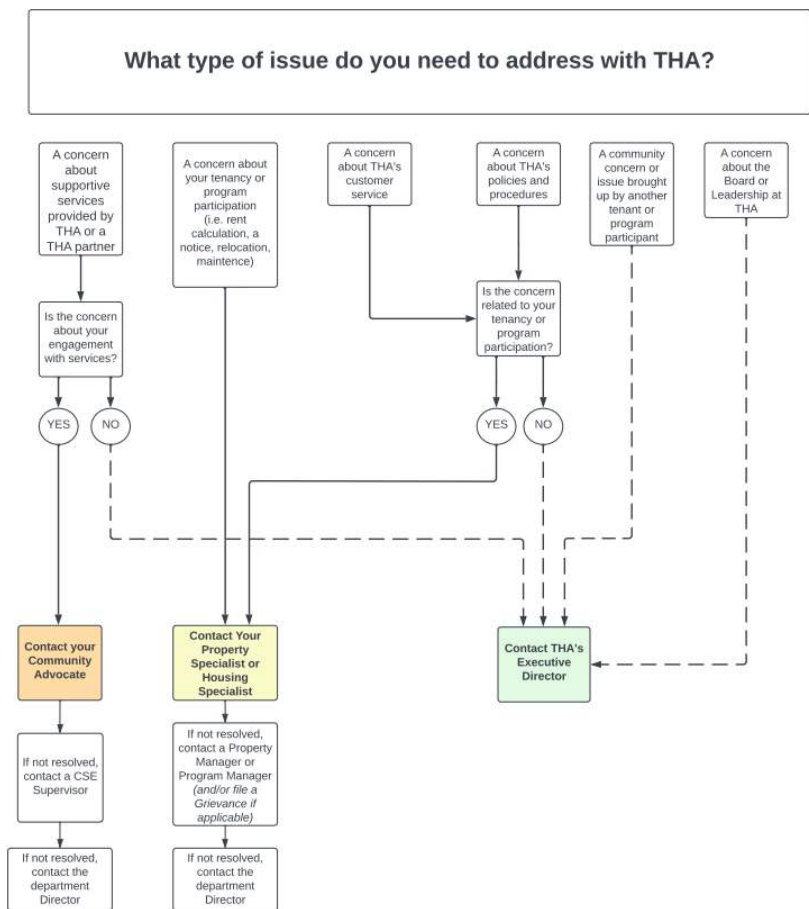 What type of issue do you need to address with THA?
A concern
about
supportive
services
provided by
THA or a
THA partner
A concern about
your tenancy or
program
participation
(i.e. rent
calculation, a
notice, relocation,
maintence)
A concern
about THA's
customer
service
A concern
about THA's
policies and
procedures
A community
concern or
issue brought
up by another
tenant or
program
participant
A concern
about the
Board or
Leadership at
THA
Is the concern
about your
engagement
with services?
Is the concern
related to your
tenancy or
program
participation?
YES
NO
YES
NO
Contact your
Community
Advocate
Contact Your
Property
Specialist or
Housing
Specialist
Contact THA's
Executive
Director
If not resolved,
contact a CSE
Supervisor
If not resolved,
contact a Property
Manager or
Program Manager
(and/or file a
Grievance if
applicable)
If not resolved,
contact the
department
Director
If not resolved,
contact the
department
Director